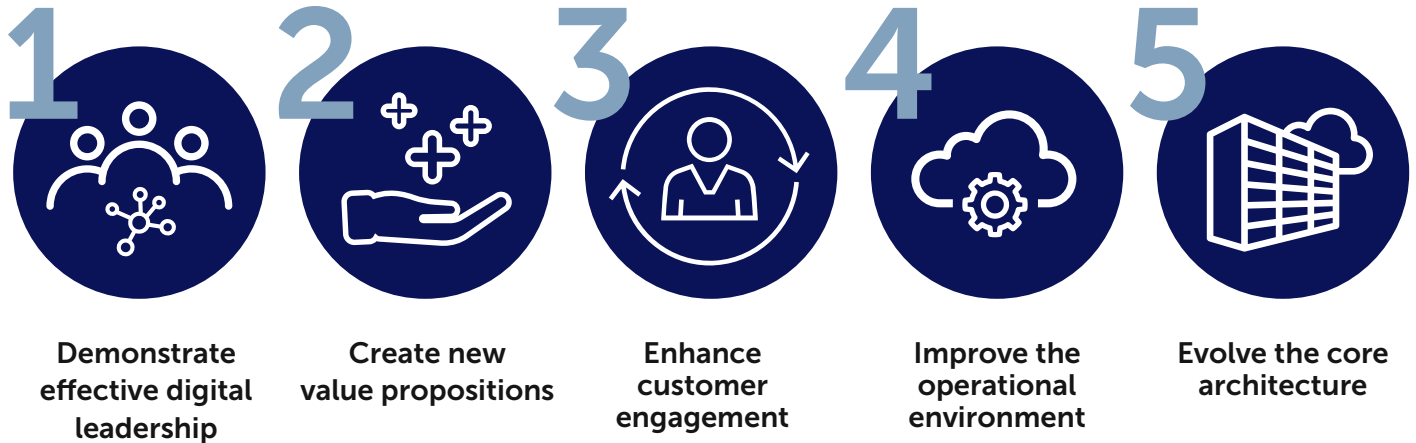 1
Demonstrate
effective digital
leadership
2
Create new
value propositions
3
Enhance
customer
engagement
4
Improve the
operational
environment
5
Evolve the core
architecture